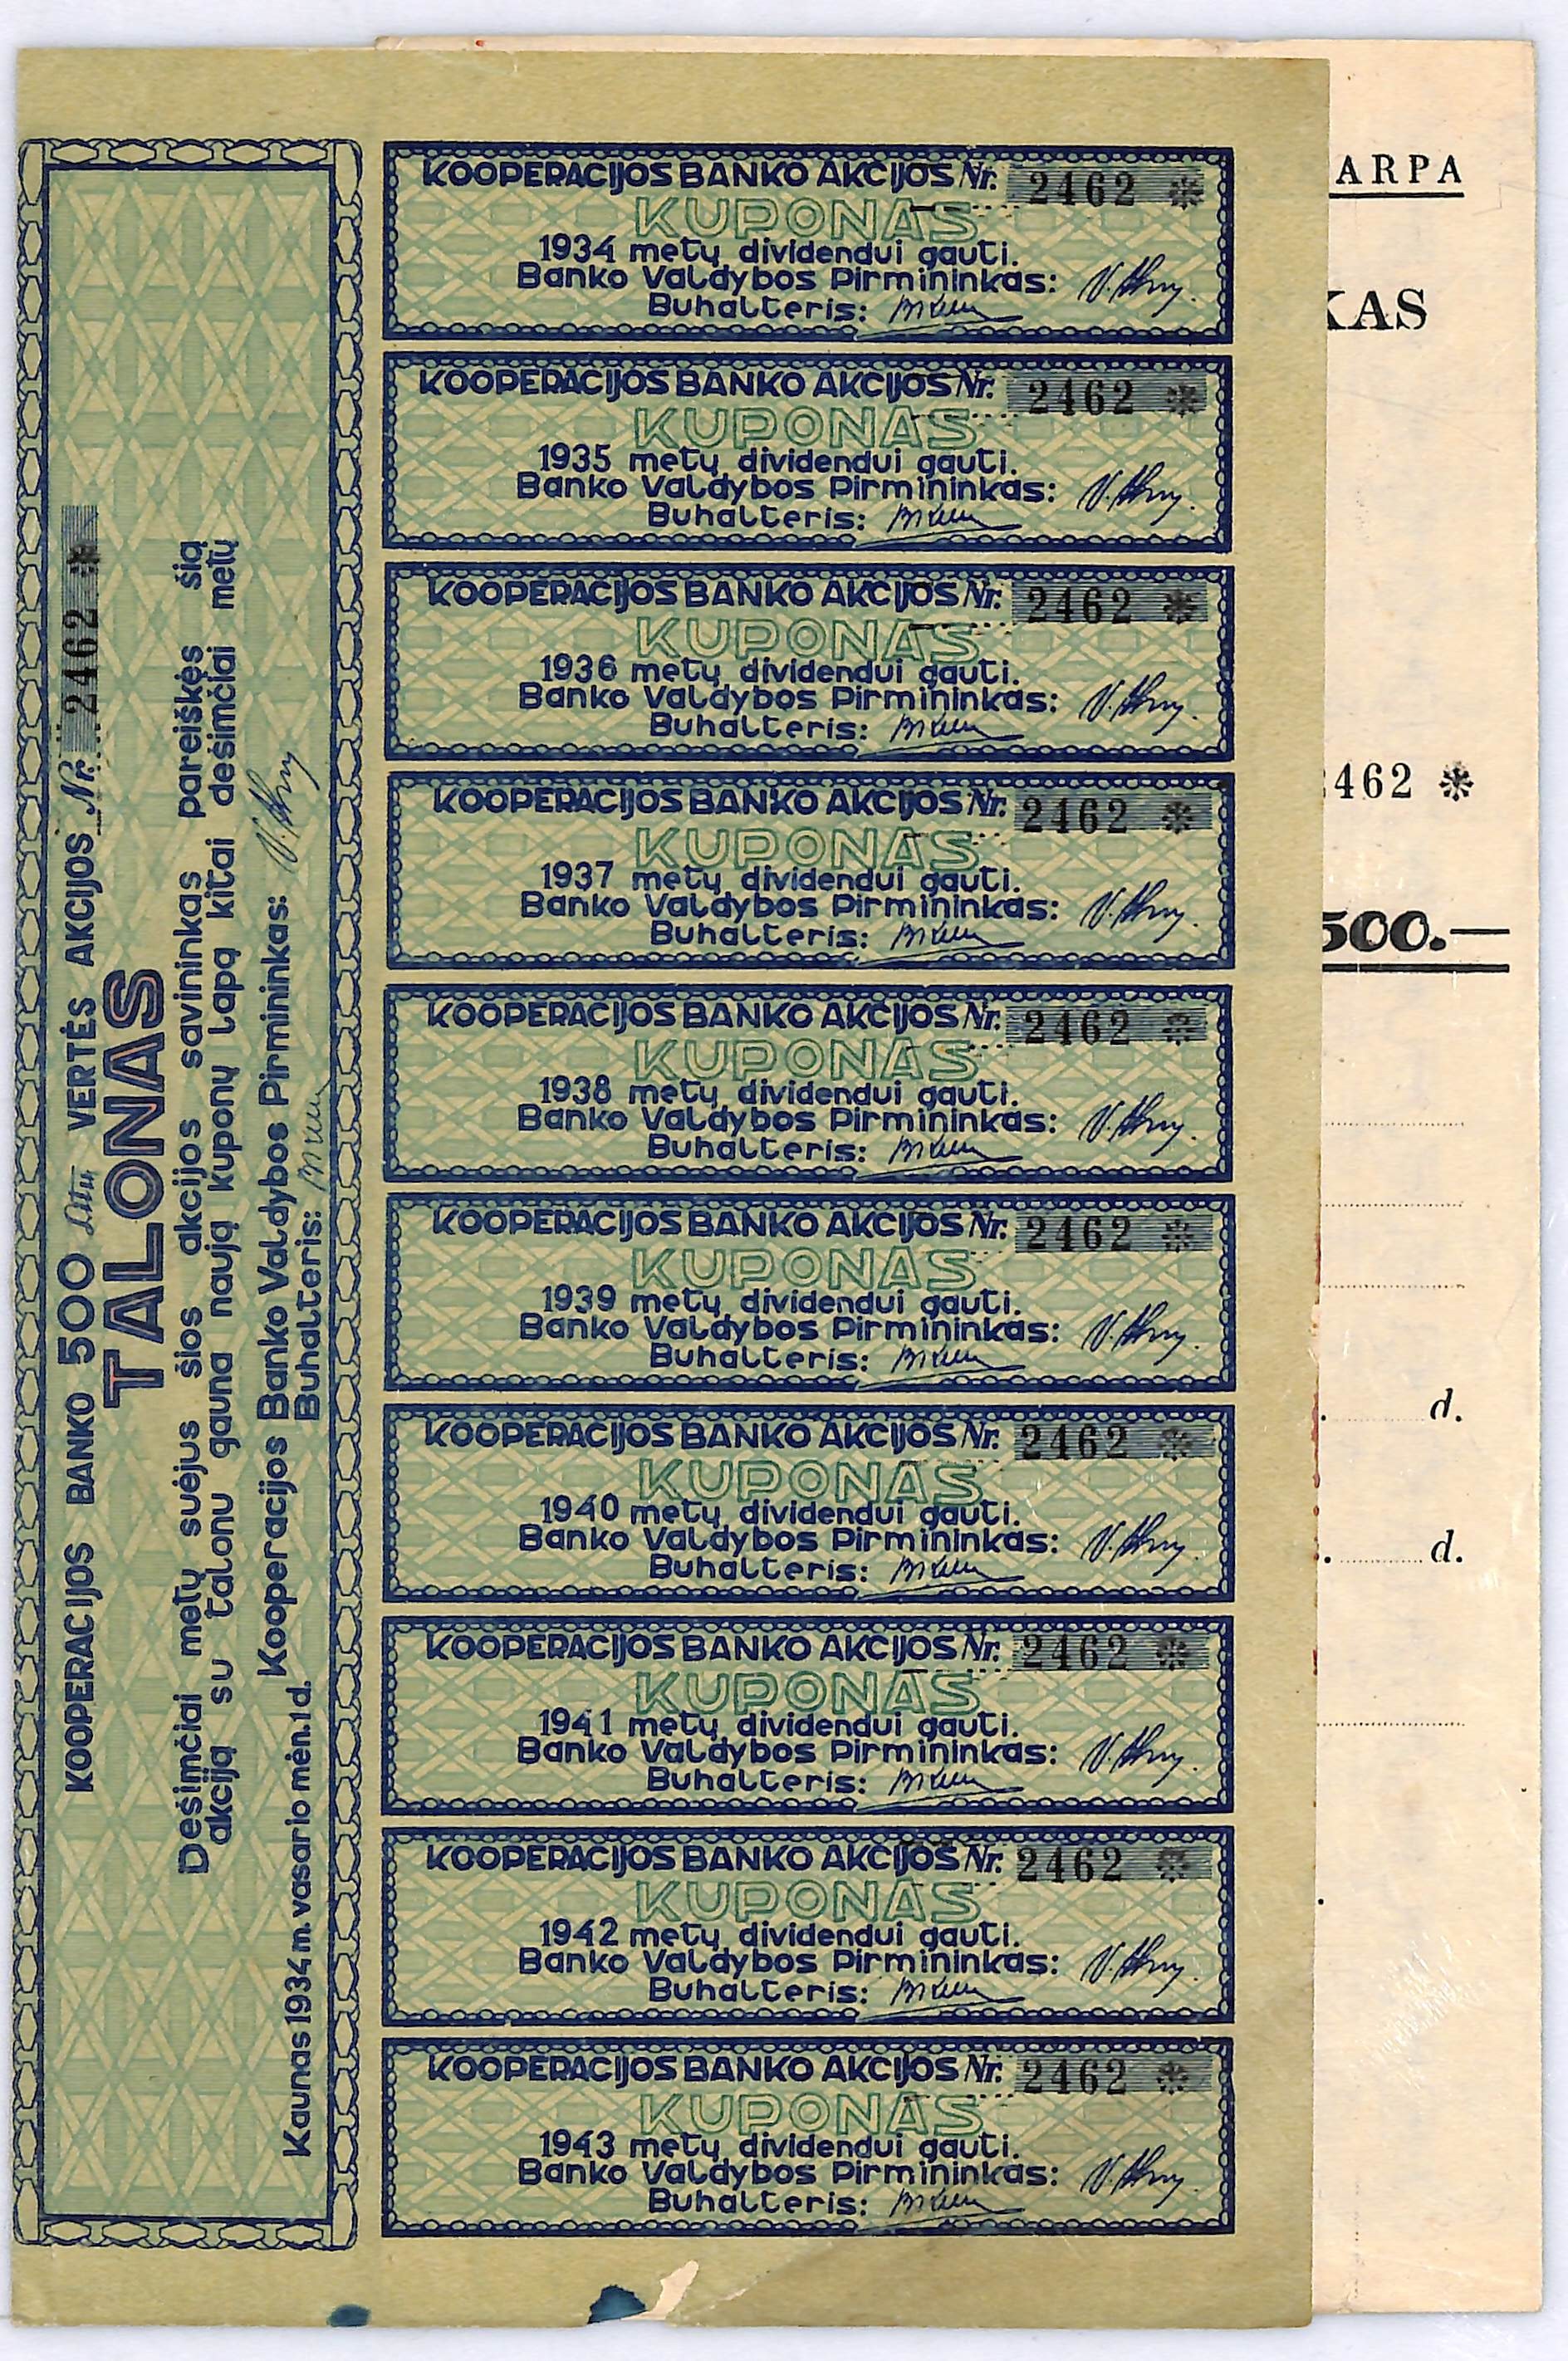 KOOPERACIJOS BANKO 500 Litų VERTĖS AKCIJOS Nr. 2462 *
TALONAS
Dešimčiai metų suėjus šios akcijos savininkas pareiškęs šią
akciją su talonu gauna naują kuponų lapą kitai dešimčiai metų
Kaunas 1934 m. vasario mėn. 1 d. Kooperacijos Banko Valdybos Pirmininkas:
Buhalteris:
KOOPERACIJOS BANKO AKCIJOS Nr. 2462 *
KUPONAS
1934 metų dividendui gauti.
Banko Valdybos Pirmininkas:
Buhalteris:
KOOPERACIJOS BANKO AKCIJOS Nr. 2462 *
KUPONAS
1935 metų dividendui gauti.
Banko Valdybos Pirmininkas:
Buhalteris:
KOOPERACIJOS BANKO AKCIJOS Nr. 2462 *
KUPONAS
1936 metų dividendui gauti.
Banko Valdybos Pirmininkas:
Buhalteris:
KOOPERACIJOS BANKO AKCIJOS Nr. 2462 *
KUPONAS
1937 metų dividendui gauti.
Banko Valdybos Pirmininkas:
Buhalteris:
KOOPERACIJOS BANKO AKCIJOS Nr. 2462 *
KUPONAS
1938 metų dividendui gauti.
Banko Valdybos Pirmininkas:
Buhalteris:
KOOPERACIJOS BANKO AKCIJOS Nr. 2462 *
KUPONAS
1939 metų dividendui gauti.
Banko Valdybos Pirmininkas:
Buhalteris:
KOOPERACIJOS BANKO AKCIJOS Nr. 2462 *
KUPONAS
1940 metų dividendui gauti.
Banko Valdybos Pirmininkas:
Buhalteris:
KOOPERACIJOS BANKO AKCIJOS Nr. 2462 *
KUPONAS
1941 metų dividendui gauti.
Banko Valdybos Pirmininkas:
Buhalteris:
KOOPERACIJOS BANKO AKCIJOS Nr. 2462 *
KUPONAS
1942 metų dividendui gauti.
Banko Valdybos Pirmininkas:
Buhalteris:
KOOPERACIJOS BANKO AKCIJOS Nr. 2462 *
KUPONAS
1943 metų dividendui gauti.
Banko Valdybos Pirmininkas:
Buhalteris:
ARPA
KAS
462 *
500.—
d.
d.